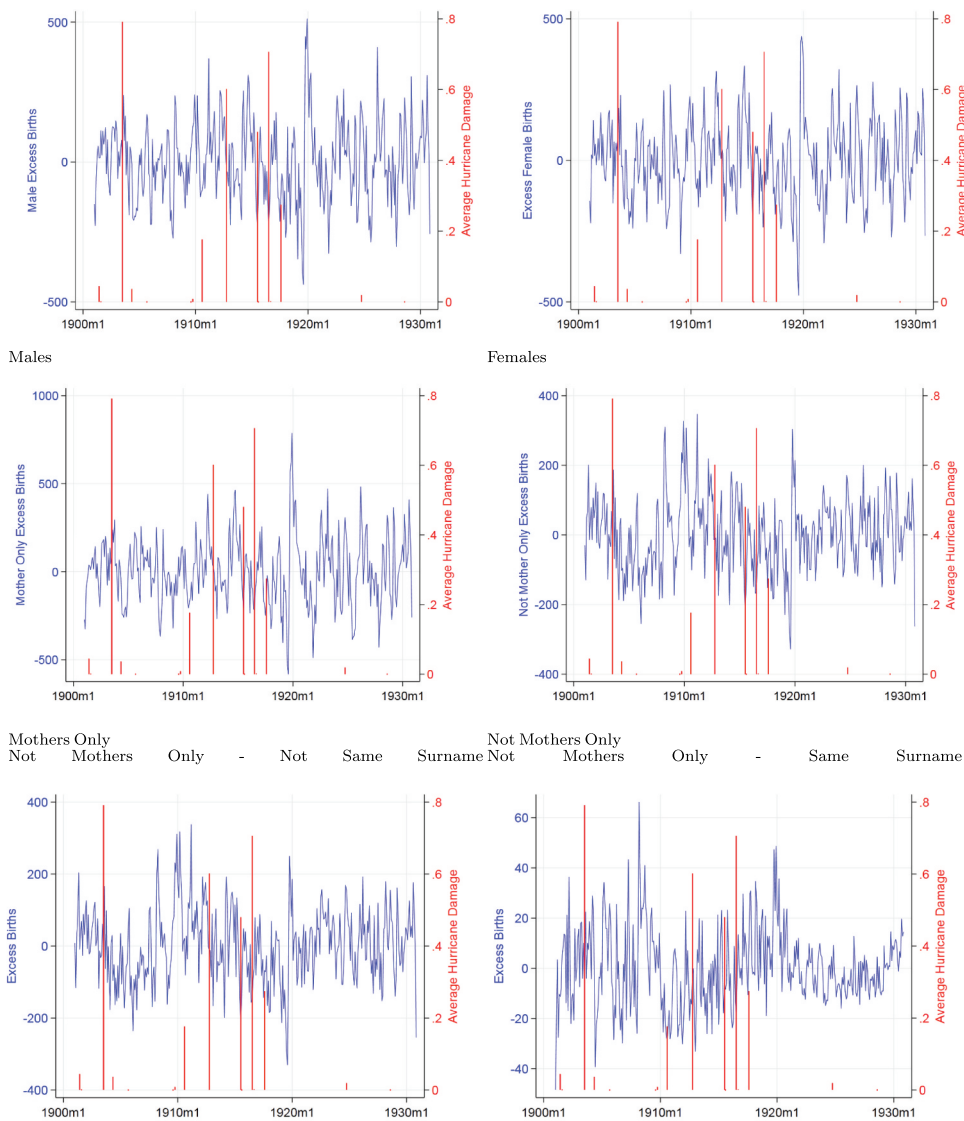 500
0
-500
Male Excess Births
.8
.6
.4
.2
0
Average Hurricane Damage
1900m1 1910m1 1920m1 1930m1
500
0
-500
Excess Female Births
.8
.6
.4
.2
0
Average Hurricane Damage
1900m1 1910m1 1920m1 1930m1
Males
Females
1000
500
0
-500
Mother Only Excess Births
.8
.6
.4
.2
0
Average Hurricane Damage
1900m1 1910m1 1920m1 1930m1
400
200
0
-200
-400
Not Mother Only Excess Births
.8
.6
.4
.2
0
Average Hurricane Damage
1900m1 1910m1 1920m1 1930m1
Mothers Only
Not Mothers Only - Not Same Surname
Not Mothers Only
Not Mothers Only - Same Surname
400
200
0
-200
-400
Excess Births
.8
.6
.4
.2
0
Average Hurricane Damage
1900m1 1910m1 1920m1 1930m1
60
40
20
0
-20
-40
Excess Births
.8
.6
.4
.2
0
Average Hurricane Damage
1900m1 1910m1 1920m1 1930m1